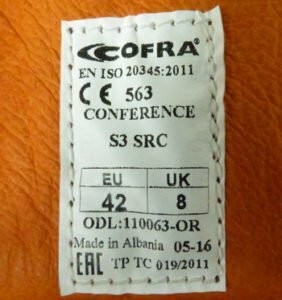 COFRA
EN ISO 20345:2011
CE 563
CONFERENCE
S3 SRC
EU UK
42 8
ODL:110063-OR
Made in Albania 05-16
EAC TP TC 019/2011